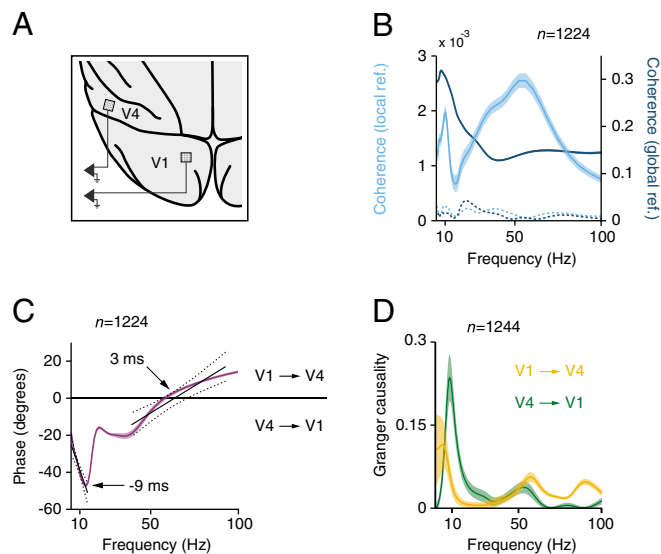 A
V4
V1
B
x 10⁻³
n=1224
3
2
1
0
Coherence (local ref.)
0.3
0.2
0.1
0
Coherence (global ref.)
10
50
100
Frequency (Hz)
C
n=1224
3 ms
20
0
-20
-40
-60
Phase (degrees)
V1 → V4
V4 → V1
-9 ms
10
50
100
Frequency (Hz)
D
n=1244
0.3
0.15
0
Granger causality
V1 → V4
V4 → V1
10
50
100
Frequency (Hz)